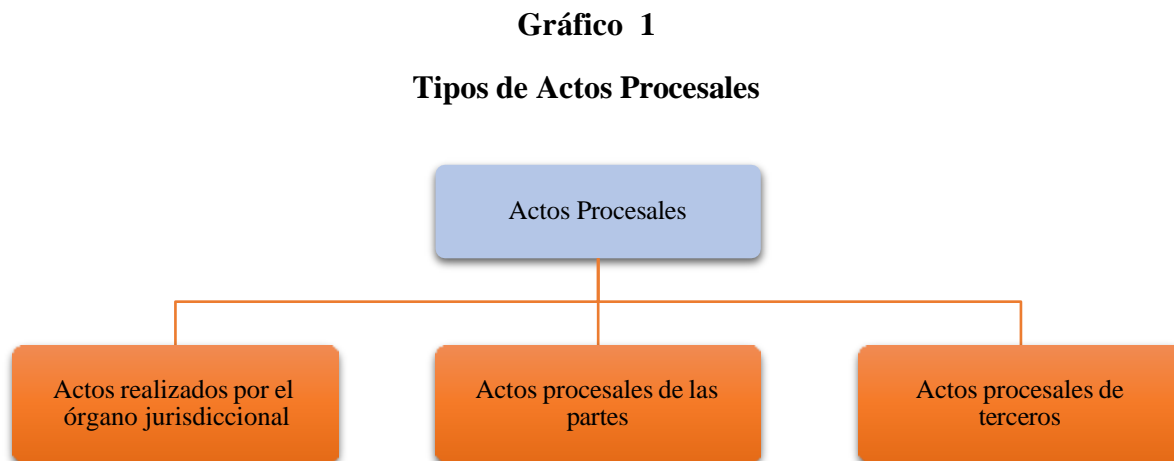 Gráfico 1
Tipos de Actos Procesales
Actos Procesales
Actos realizados por el
órgano jurisdiccional
Actos procesales de las
partes
Actos procesales de
terceros